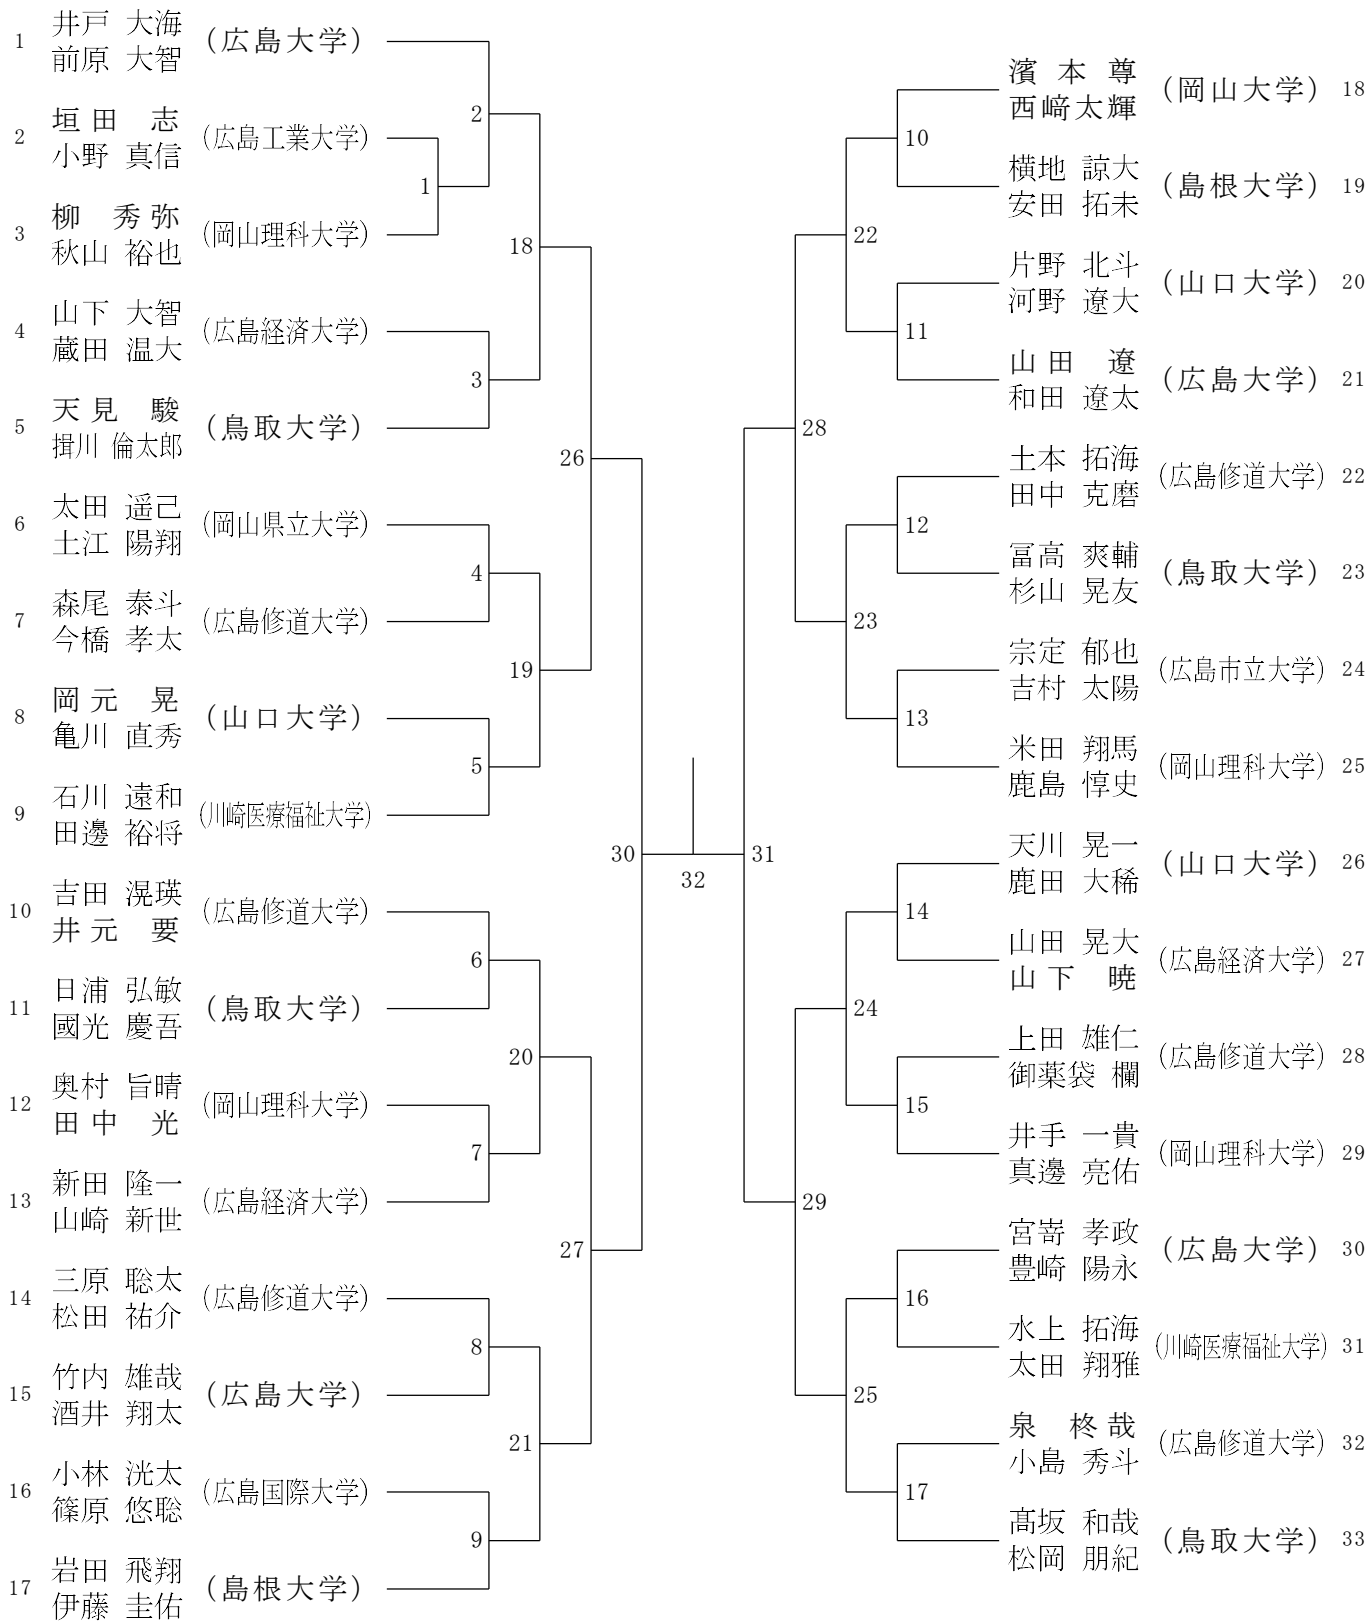 1 井戸 大海 (広島大学)
前原 大智
2 垣田 志 (広島工業大学)
小野 真信
3 柳 秀弥 (岡山理科大学)
秋山 裕也
4 山下 大智 (広島経済大学)
蔵田 温大
5 天見 駿 (鳥取大学)
揖川 倫太郎
6 太田 遥己 (岡山県立大学)
土江 陽翔
7 森尾 泰斗 (広島修道大学)
今橋 孝太
8 岡元 晃 (山口大学)
亀川 直秀
9 石川 遠和 (川崎医療福祉大学)
田邊 裕将
10 吉田 滉瑛 (広島修道大学)
井元 要
11 日浦 弘敏 (鳥取大学)
國光 慶吾
12 奥村 旨晴 (岡山理科大学)
田中 光
13 新田 隆一 (広島経済大学)
山崎 新世
14 三原 聡太 (広島修道大学)
松田 祐介
15 竹内 雄哉 (広島大学)
酒井 翔太
16 小林 洸太 (広島国際大学)
篠原 悠聡
17 岩田 飛翔 (島根大学)
伊藤 圭佑
1
2
3
4
5
6
7
8
9
18
19
20
21
26
27
30
32
31
28
29
22
23
24
25
10
11
12
13
14
15
16
17
濱本 尊 (岡山大学) 18
西﨑太輝
横地 諒大 (島根大学) 19
安田 拓未
片野 北斗 (山口大学) 20
河野 遼大
山田 遼 (広島大学) 21
和田 遼太
土本 拓海 (広島修道大学) 22
田中 克磨
冨高 爽輔 (鳥取大学) 23
杉山 晃友
宗定 郁也 (広島市立大学) 24
吉村 太陽
米田 翔馬 (岡山理科大学) 25
鹿島 惇史
天川 晃一 (山口大学) 26
鹿田 大稀
山田 晃大 (広島経済大学) 27
山下 暁
上田 雄仁 (広島修道大学) 28
御薬袋 欄
井手 一貴 (岡山理科大学) 29
真邊 亮佑
宮嵜 孝政 (広島大学) 30
豊崎 陽永
水上 拓海 (川崎医療福祉大学) 31
太田 翔雅
泉 柊哉 (広島修道大学) 32
小島 秀斗
髙坂 和哉 (鳥取大学) 33
松岡 朋紀